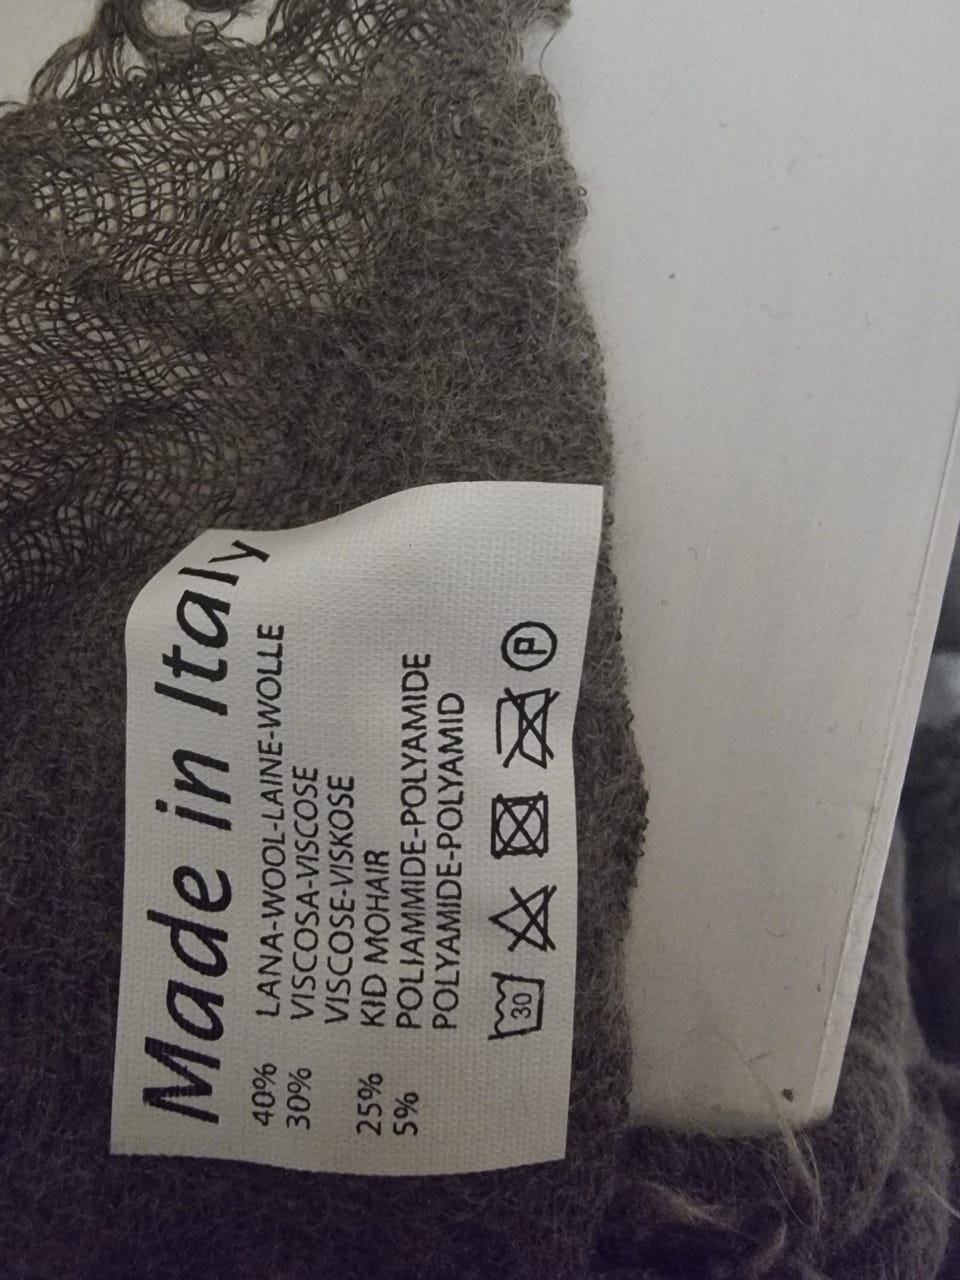 Made in Italy
40% LANA-WOOL-LAINE-WOLLE
30% VISCOSA-VISCOSE
VISCOSE-VISKOSE
25% KID MOHAIR
5% POLIAMMIDE-POLYAMIDE
POLYAMIDE-POLYAMID
30 P